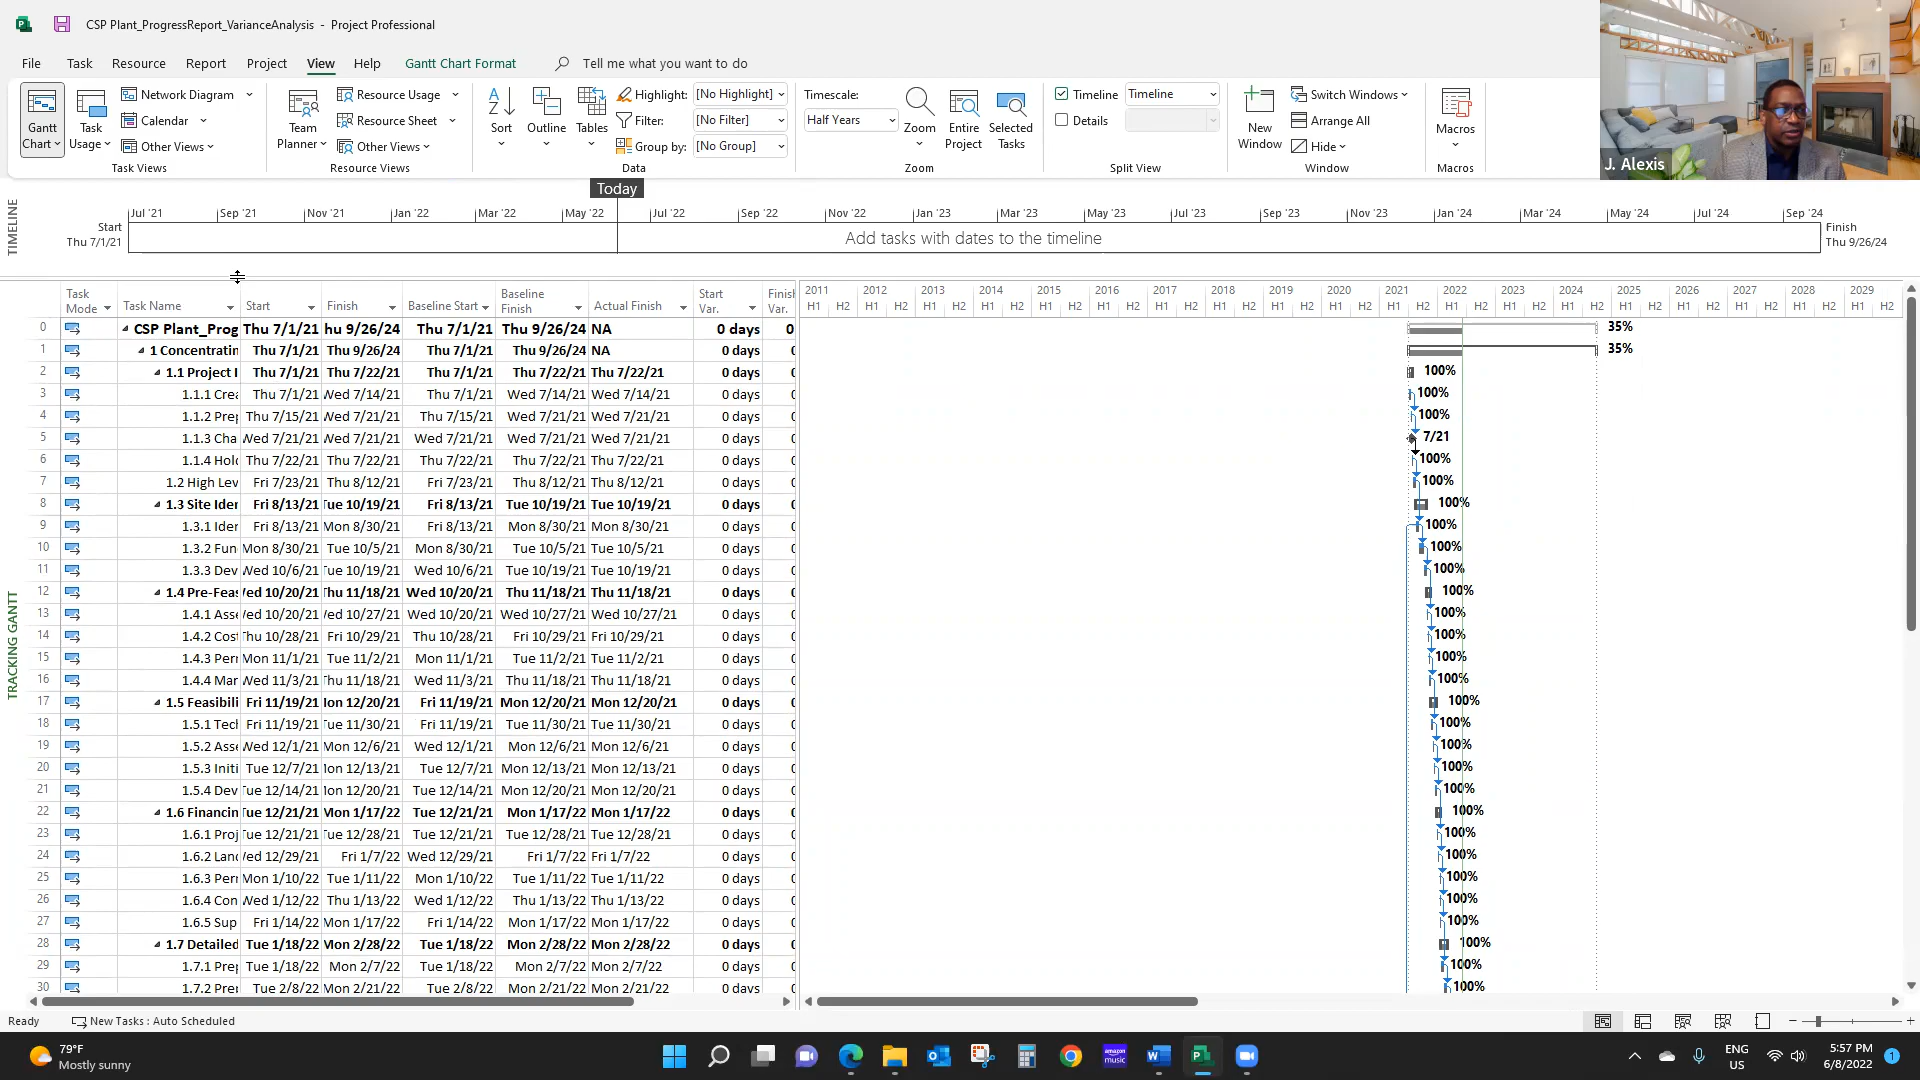 CSP Plant_ProgressReport_VarianceAnalysis - Project Professional
File Task Resource Report Project View Help Gantt Chart Format Tell me what you want to do
J. Alexis
Gantt Chart
Task Usage
Network Diagram
Calendar
Other Views
Task Views
Team Planner
Resource Usage
Resource Sheet
Other Views
Resource Views
Sort
Outline
Tables
Highlight: [No Highlight]
Filter: [No Filter]
Group by: [No Group]
Data
Timescale:
Half Years
Zoom
Entire Project
Selected Tasks
Zoom
Timeline Timeline
Details
Split View
New Window
Switch Windows
Arrange All
Hide
Window
Macros
Macros
Today
TIMELINE
Start
Thu 7/1/21
Jul '21 Sep '21 Nov '21 Jan '22 Mar '22 May '22 Jul '22 Sep '22 Nov '22 Jan '23 Mar '23 May '23 Jul '23 Sep '23 Nov '23 Jan '24 Mar '24 May '24 Jul '24 Sep '24
Add tasks with dates to the timeline
Finish
Thu 9/26/24
Task Mode Task Name Start Finish Baseline Start Baseline Finish Actual Finish Start Var. Finish Var.
2011 2012 2013 2014 2015 2016 2017 2018 2019 2020 2021 2022 2023 2024 2025 2026 2027 2028 2029
H1 H2 H1 H2 H1 H2 H1 H2 H1 H2 H1 H2 H1 H2 H1 H2 H1 H2 H1 H2 H1 H2 H1 H2 H1 H2 H1 H2 H1 H2 H1 H2 H1 H2 H1 H2 H1 H2
TRACKING GANTT
0 CSP Plant_Prog Thu 7/1/21 hu 9/26/24 Thu 7/1/21 Thu 9/26/24 NA 0 days 0 35%
1 1 Concentratin Thu 7/1/21 Thu 9/26/24 Thu 7/1/21 Thu 9/26/24 NA 0 days 35%
2 1.1 Project I Thu 7/1/21 Thu 7/22/21 Thu 7/1/21 Thu 7/22/21 Thu 7/22/21 0 days 100%
3 1.1.1 Crea Thu 7/1/21 Wed 7/14/21 Thu 7/1/21 Wed 7/14/21 Wed 7/14/21 0 days 100%
4 1.1.2 Prep Thu 7/15/21 Wed 7/21/21 Thu 7/15/21 Wed 7/21/21 Wed 7/21/21 0 days 100%
5 1.1.3 Cha Wed 7/21/21 Wed 7/21/21 Wed 7/21/21 Wed 7/21/21 Wed 7/21/21 0 days 7/21
6 1.1.4 Hold Thu 7/22/21 Thu 7/22/21 Thu 7/22/21 Thu 7/22/21 Thu 7/22/21 0 days 100%
7 1.2 High Lev Fri 7/23/21 Thu 8/12/21 Fri 7/23/21 Thu 8/12/21 Thu 8/12/21 0 days 100%
8 1.3 Site Ider Fri 8/13/21 Tue 10/19/21 Fri 8/13/21 Tue 10/19/21 Tue 10/19/21 0 days 100%
9 1.3.1 Ider Fri 8/13/21 Mon 8/30/21 Fri 8/13/21 Mon 8/30/21 Mon 8/30/21 0 days 100%
10 1.3.2 Fun Mon 8/30/21 Tue 10/5/21 Mon 8/30/21 Tue 10/5/21 Tue 10/5/21 0 days 100%
11 1.3.3 Dev Wed 10/6/21 Tue 10/19/21 Wed 10/6/21 Tue 10/19/21 Tue 10/19/21 0 days 100%
12 1.4 Pre-Feas Wed 10/20/21 Thu 11/18/21 Wed 10/20/21 Thu 11/18/21 Thu 11/18/21 0 days 100%
13 1.4.1 Asse Wed 10/20/21 Wed 10/27/21 Wed 10/20/21 Wed 10/27/21 Wed 10/27/21 0 days 100%
14 1.4.2 Cost Thu 10/28/21 Fri 10/29/21 Thu 10/28/21 Fri 10/29/21 Fri 10/29/21 0 days 100%
15 1.4.3 Peri Mon 11/1/21 Tue 11/2/21 Mon 11/1/21 Tue 11/2/21 Tue 11/2/21 0 days 100%
16 1.4.4 Mar Wed 11/3/21 Thu 11/18/21 Wed 11/3/21 Thu 11/18/21 Thu 11/18/21 0 days 100%
17 1.5 Feasibili Fri 11/19/21 Mon 12/20/21 Fri 11/19/21 Mon 12/20/21 Mon 12/20/21 0 days 100%
18 1.5.1 Tech Fri 11/19/21 Tue 11/30/21 Fri 11/19/21 Tue 11/30/21 Tue 11/30/21 0 days 100%
19 1.5.2 Asse Wed 12/1/21 Mon 12/6/21 Wed 12/1/21 Mon 12/6/21 Mon 12/6/21 0 days 100%
20 1.5.3 Initi Tue 12/7/21 Mon 12/13/21 Tue 12/7/21 Mon 12/13/21 Mon 12/13/21 0 days 100%
21 1.5.4 Dev Tue 12/14/21 Mon 12/20/21 Tue 12/14/21 Mon 12/20/21 Mon 12/20/21 0 days 100%
22 1.6 Financin Tue 12/21/21 Mon 1/17/22 Tue 12/21/21 Mon 1/17/22 Mon 1/17/22 0 days 100%
23 1.6.1 Proj Tue 12/21/21 Tue 12/28/21 Tue 12/21/21 Tue 12/28/21 Tue 12/28/21 0 days 100%
24 1.6.2 Lan Wed 12/29/21 Fri 1/7/22 Wed 12/29/21 Fri 1/7/22 Fri 1/7/22 0 days 100%
25 1.6.3 Peri Mon 1/10/22 Tue 1/11/22 Mon 1/10/22 Tue 1/11/22 Tue 1/11/22 0 days 100%
26 1.6.4 Con Wed 1/12/22 Thu 1/13/22 Wed 1/12/22 Thu 1/13/22 Thu 1/13/22 0 days 100%
27 1.6.5 Sup Fri 1/14/22 Mon 1/17/22 Fri 1/14/22 Mon 1/17/22 Mon 1/17/22 0 days 100%
28 1.7 Detailed Tue 1/18/22 Mon 2/28/22 Tue 1/18/22 Mon 2/28/22 Mon 2/28/22 0 days 100%
29 1.7.1 Prep Tue 1/18/22 Mon 2/7/22 Tue 1/18/22 Mon 2/7/22 Mon 2/7/22 0 days 100%
30 1.7.2 Prep Tue 2/8/22 Mon 2/21/22 Tue 2/8/22 Mon 2/21/22 Mon 2/21/22 0 days 100%
Ready New Tasks : Auto Scheduled
79°F
Mostly sunny
amazon music
ENG
US
5:57 PM
6/8/2022
1